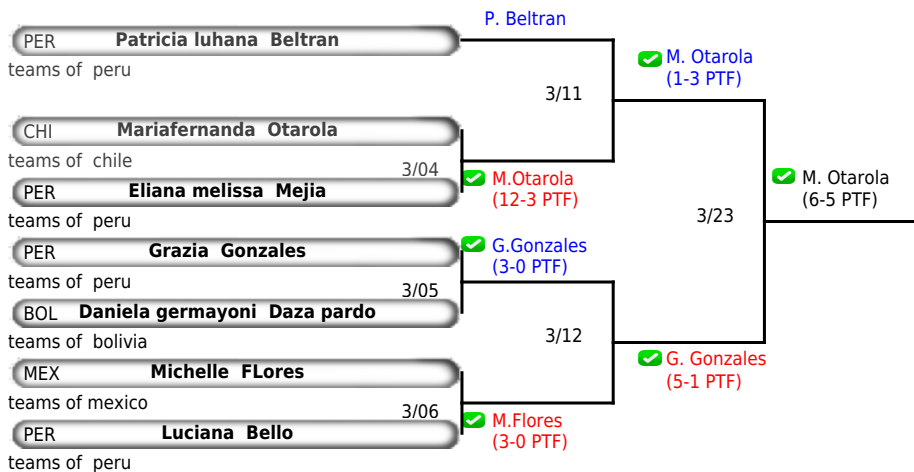 P. Beltran
PER Patricia luhana Beltran
teams of peru
M. Otarola
(1-3 PTF)
3/11
CHI Mariafernanda Otarola
teams of chile
3/04
M.Otarola
(12-3 PTF)
PER Eliana melissa Mejia
teams of peru
M. Otarola
(6-5 PTF)
3/23
PER Grazia Gonzales
teams of peru
G.Gonzales
(3-0 PTF)
3/05
BOL Daniela germayoni Daza pardo
teams of bolivia
3/12
MEX Michelle FLores
teams of mexico
G. Gonzales
(5-1 PTF)
3/06
M.Flores
(3-0 PTF)
PER Luciana Bello
teams of peru